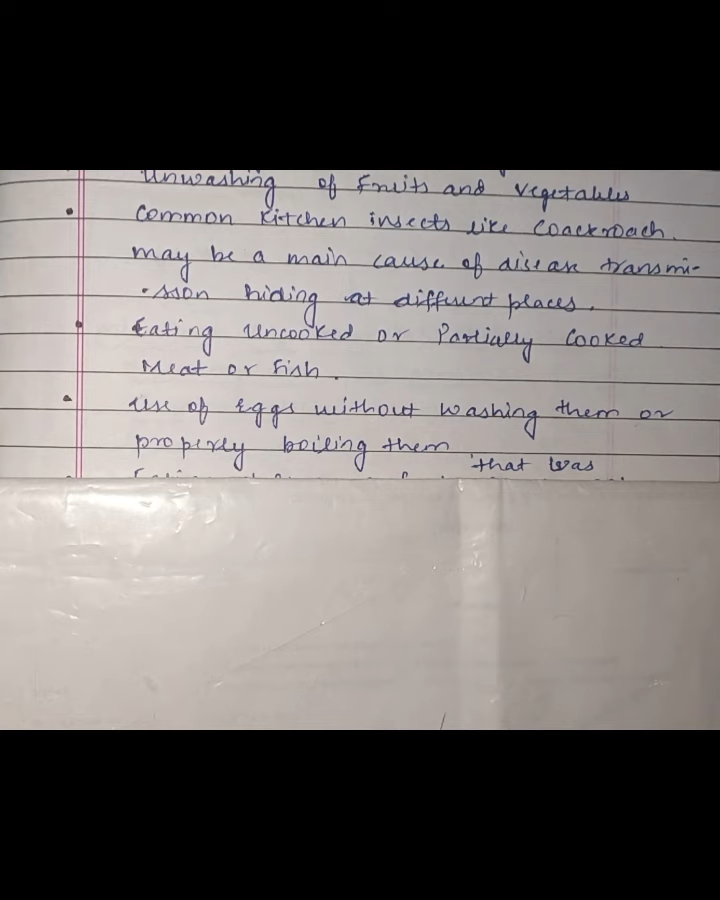 Unwashing of Fruits and vegetables
Common Kitchen insects like Coackroach.
may be a main cause of disease transmi-
-sson hiding at different places.
Eating Uncooked or Partially Cooked
Meat or Fish.
use of Eggs without washing them or
properly boiling them
that was